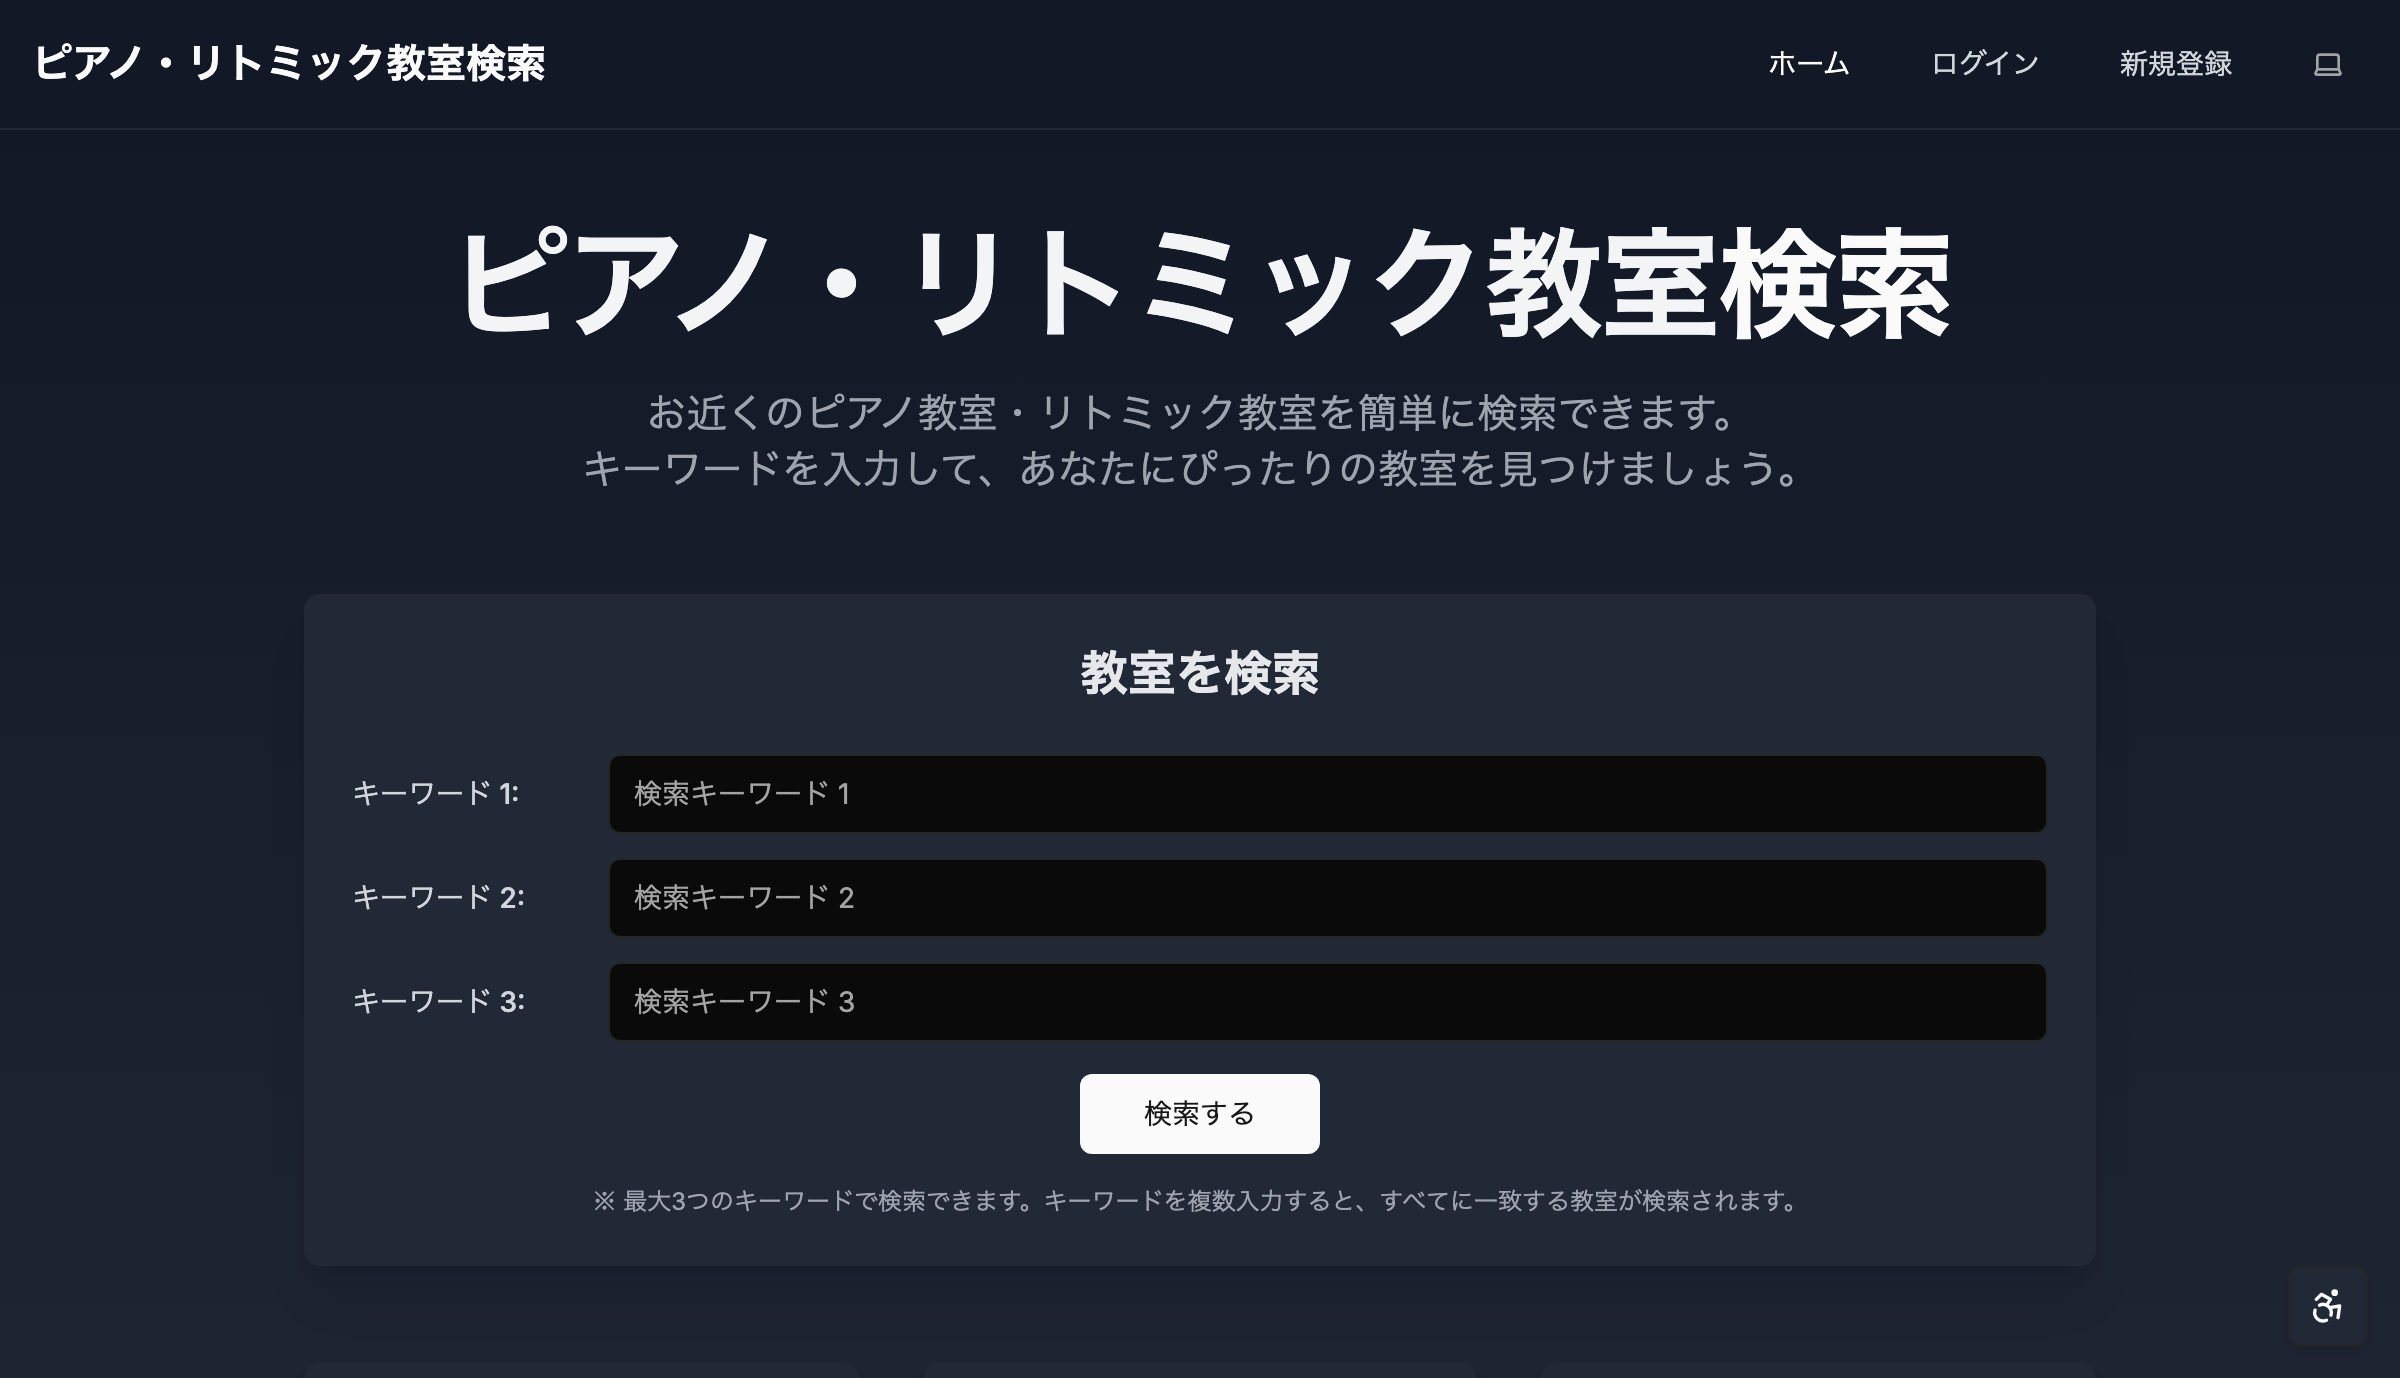 ピアノ・リトミック教室検索
ホーム
ログイン
新規登録
ピアノ・リトミック教室検索
お近くのピアノ教室・リトミック教室を簡単に検索できます。
キーワードを入力して、あなたにぴったりの教室を見つけましょう。
教室を検索
キーワード 1:
検索キーワード 1
キーワード 2:
検索キーワード 2
キーワード 3:
検索キーワード 3
検索する
※ 最大3つのキーワードで検索できます。キーワードを複数入力すると、すべてに一致する教室が検索されます。